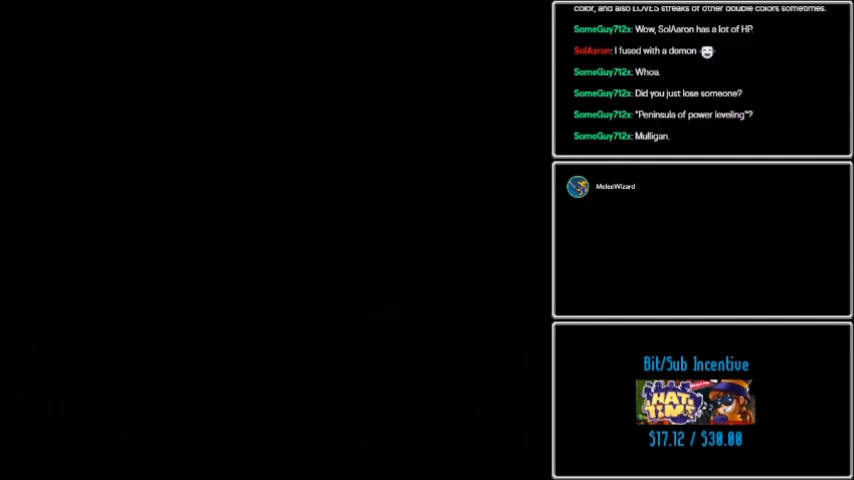 color, and also LOVES streaks of other double colors sometimes.
SomeGuy712x: Wow, SolAaron has a lot of HP.
SolAaron: I fused with a demon
SomeGuy712x: Whoa.
SomeGuy712x: Did you just lose someone?
SomeGuy712x: "Peninsula of power leveling"?
SomeGuy712x: Mulligan.
MeleeWizard
Bit/Sub Incentive
HAT
TIME
$17.12 / $30.00